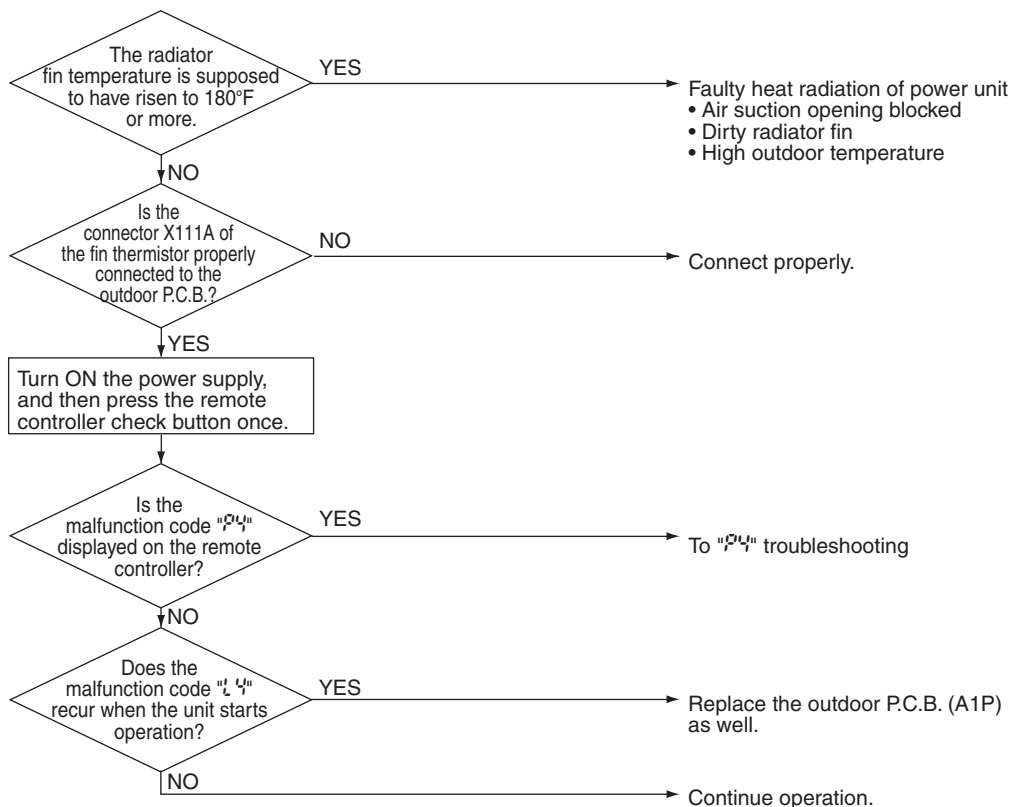 The radiator
fin temperature is supposed
to have risen to 180°F
or more.
YES
Faulty heat radiation of power unit
• Air suction opening blocked
• Dirty radiator fin
• High outdoor temperature
NO
Is the
connector X111A of
the fin thermistor properly
connected to the
outdoor P.C.B.?
NO
Connect properly.
YES
Turn ON the power supply,
and then press the remote
controller check button once.
Is the
malfunction code "P4"
displayed on the remote
controller?
YES
To "P4" troubleshooting
NO
Does the
malfunction code "L4"
recur when the unit starts
operation?
YES
Replace the outdoor P.C.B. (A1P)
as well.
NO
Continue operation.